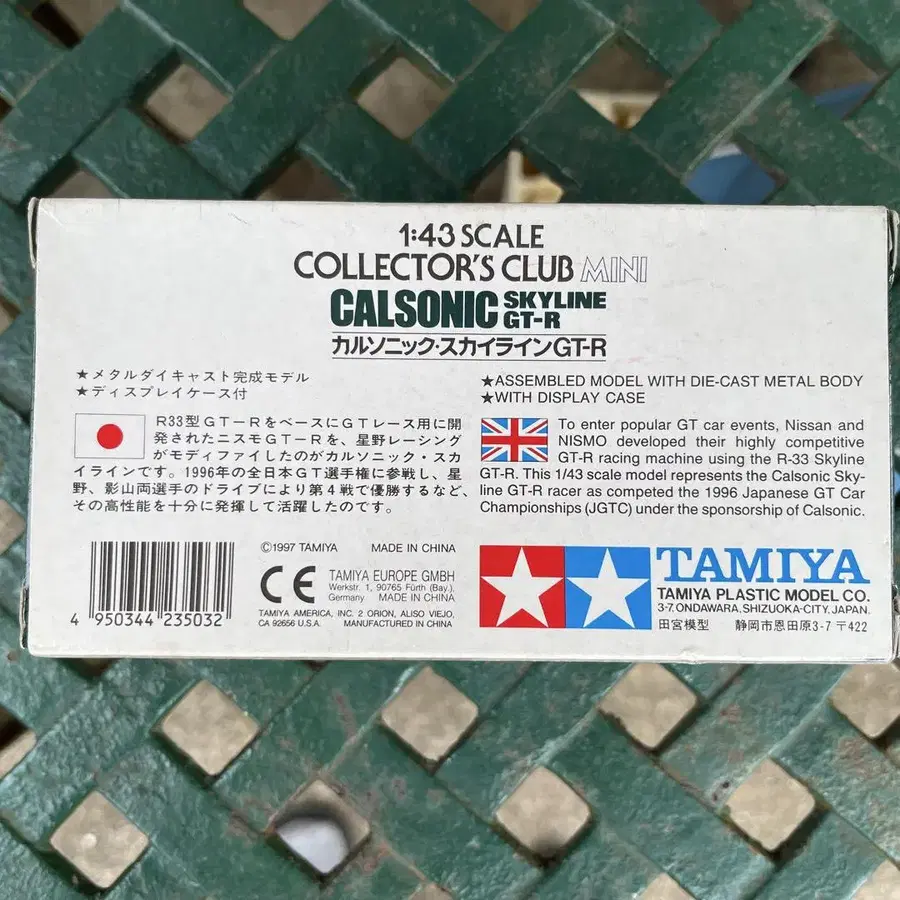 1:43 SCALE
COLLECTOR'S CLUB MINI
CALSONIC SKYLINE GT-R
カルソニック・スカイラインGT-R
★メタルダイキャスト完成モデル
★ディスプレイケース付
R33型GT-RをベースにGTレース用に開
発されたニスモGT-Rを、星野レーシング
がモディファイしたのがカルソニック・スカ
イラインです。1996年の全日本GT選手権に参戦し、星
野、影山両選手のドライブにより第4戦で優勝するなど、
その高性能を十分に発揮して活躍したのです。
★ASSEMBLED MODEL WITH DIE-CAST METAL BODY
★WITH DISPLAY CASE
To enter popular GT car events, Nissan and
NISMO developed their highly competitive
GT-R racing machine using the R-33 Skyline
GT-R. This 1/43 scale model represents the Calsonic Sky-
line GT-R racer as competed the 1996 Japanese GT Car
Championships (JGTC) under the sponsorship of Calsonic.
4 950344 235032
©1997 TAMIYA MADE IN CHINA
CE
TAMIYA EUROPE GMBH
Werkstr. 1, 90765 Fürth (Bay.),
Germany MADE IN CHINA
TAMIYA AMERICA, INC. 2 ORION, ALISO VIEJO,
CA 92656 U.S.A. MANUFACTURED IN CHINA
TAMIYA
TAMIYA PLASTIC MODEL CO.
3-7, ONDAWARA, SHIZUOKA-CITY, JAPAN.
田宮模型 静岡市恩田原3-7 〒422